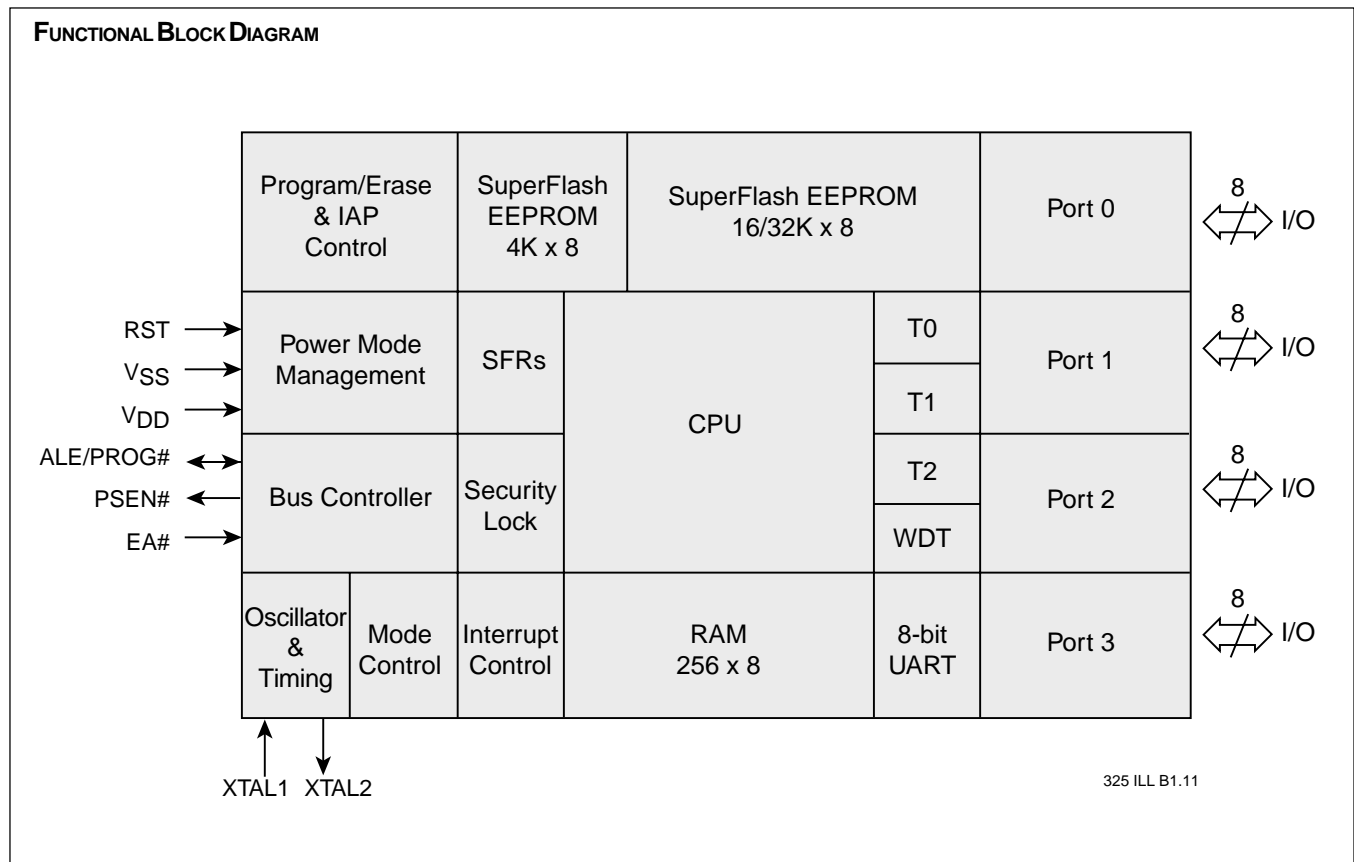 FUNCTIONAL BLOCK DIAGRAM
Program/Erase
& IAP
Control
SuperFlash
EEPROM
4K x 8
SuperFlash EEPROM
16/32K x 8
Port 0
8
I/O
RST
VSS
VDD
Power Mode
Management
SFRs
CPU
T0
T1
Port 1
8
I/O
ALE/PROG#
PSEN#
EA#
Bus Controller
Security
Lock
T2
WDT
Port 2
8
I/O
Oscillator
&
Timing
Mode
Control
Interrupt
Control
RAM
256 x 8
8-bit
UART
Port 3
8
I/O
XTAL1
XTAL2
325 ILL B1.11